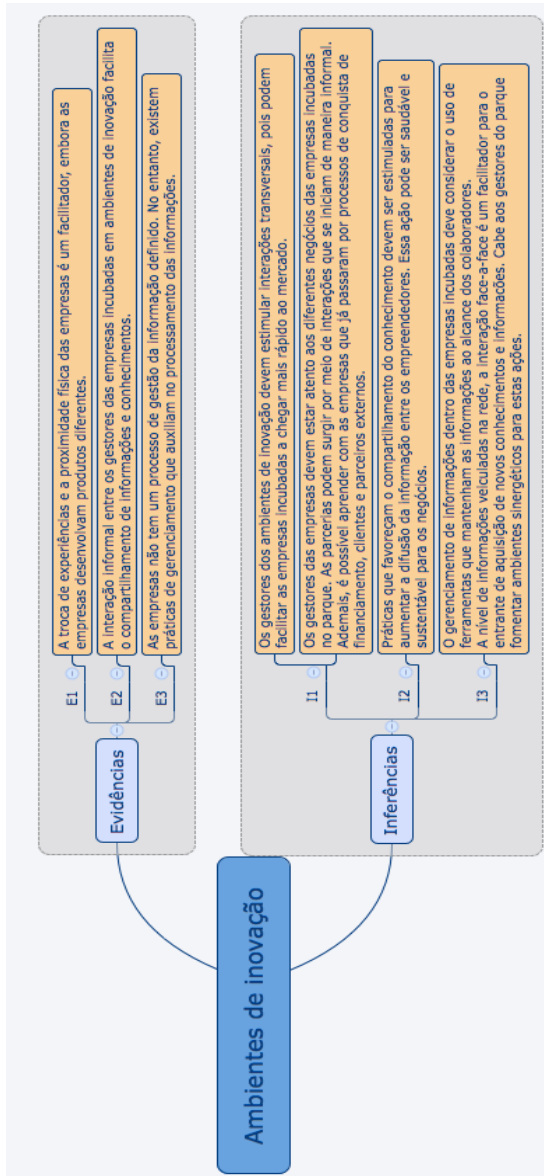 Ambientes de inovação
Evidências
E1
A troca de experiências e a proximidade física das empresas é um facilitador, embora as
empresas desenvolvam produtos diferentes.
E2
A interação informal entre os gestores das empresas incubadas em ambientes de inovação facilita
o compartilhamento de informações e conhecimentos.
E3
As empresas não tem um processo de gestão da informação definido. No entanto, existem
práticas de gerenciamento que auxiliam no processamento das informações.
Inferências
I1
Os gestores dos ambientes de inovação devem estimular interações transversais, pois podem
facilitar as empresas incubadas a chegar mais rápido ao mercado.
Os gestores das empresas devem estar atento aos diferentes negócios das empresas incubadas
no parque. As parcerias podem surgir por meio de interações que se iniciam de maneira informal.
Ademais, é possível aprender com as empresas que já passaram por processos de conquista de
financiamento, clientes e parceiros externos.
I2
Práticas que favoreçam o compartilhamento do conhecimento devem ser estimuladas para
aumentar a difusão da informação entre os empreendedores. Essa ação pode ser saudável e
sustentável para os negócios.
I3
O gerenciamento de informações dentro das empresas incubadas deve considerar o uso de
ferramentas que mantenham as informações ao alcance dos colaboradores.
A nível de informações veiculadas na rede, a interação face-a-face é um facilitador para o
entrante de aquisição de novos conhecimentos e informacões. Cabe aos gestores do parque
fomentar ambientes sinergéticos para estas ações.